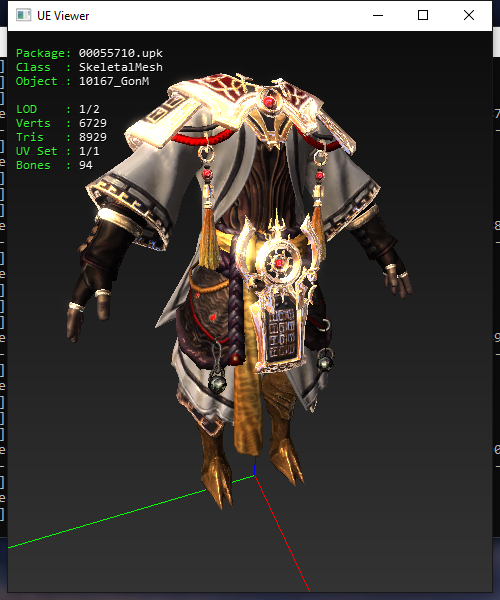 UE Viewer
Package: 00055710.upk
Class : SkeletalMesh
Object : 10167_GonM
LOD : 1/2
Verts : 6729
Tris : 8929
UV Set : 1/1
Bones : 94